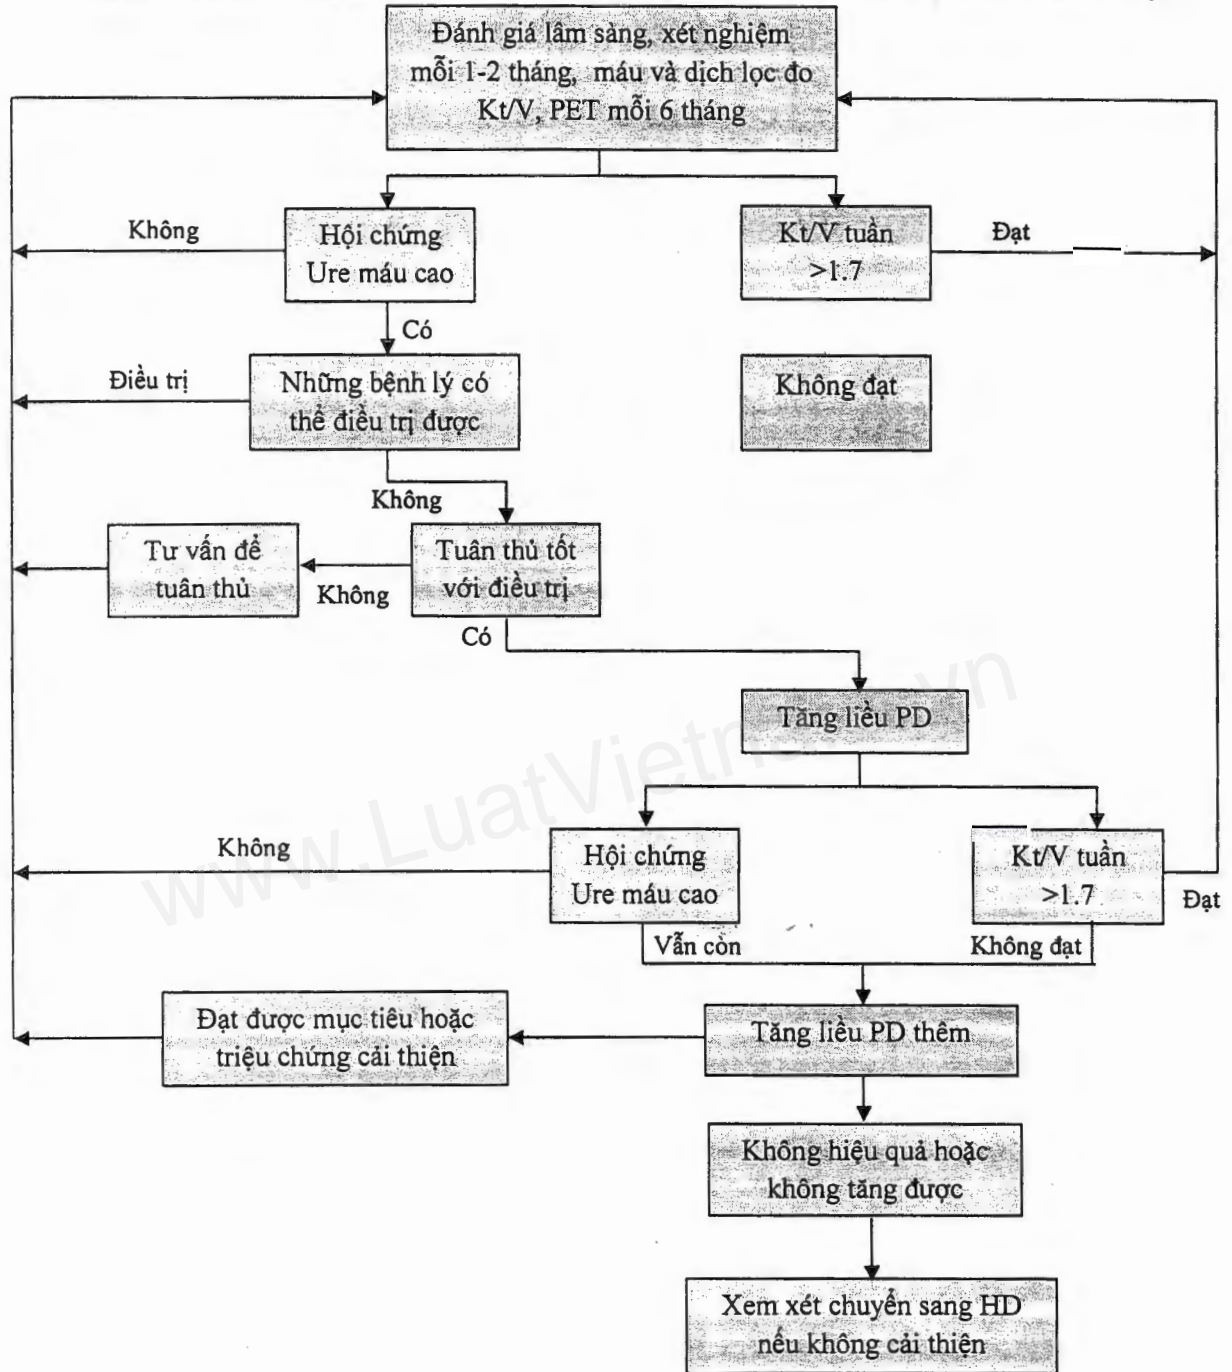 Đánh giá lâm sàng, xét nghiệm
mỗi 1-2 tháng, máu và dịch lọc đo
Kt/V, PET mỗi 6 tháng
Không
Hội chứng
Ure máu cao
Kt/V tuần
>1.7
Đạt
Có
Điều trị
Những bệnh lý có
thể điều trị được
Không đạt
Không
Tư vấn để
tuân thủ
Không
Tuân thủ tốt
với điều trị
Có
Tăng liều PD
Không
Hội chứng
Ure máu cao
Kt/V tuần
>1.7
Đạt
Vẫn còn
Không đạt
Đạt được mục tiêu hoặc
triệu chứng cải thiện
Tăng liều PD thêm
Không hiệu quả hoặc
không tăng được
Xem xét chuyển sang HD
nếu không cải thiện